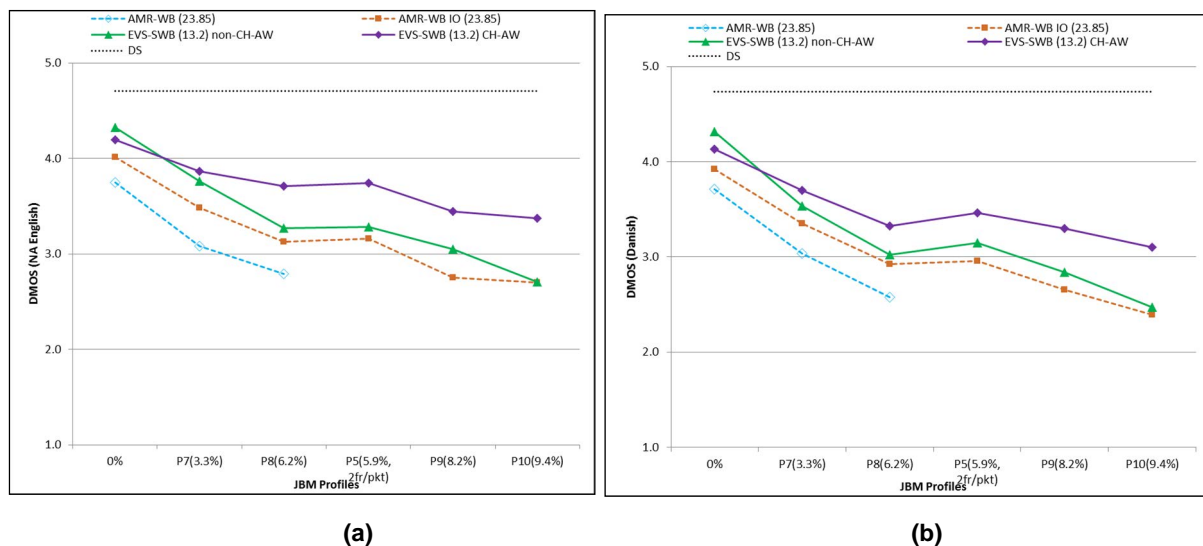 AMR-WB (23.85) AMR-WB IO (23.85)
EVS-SWB (13.2) non-CH-AW EVS-SWB (13.2) CH-AW
DS
5.0
4.0
3.0
2.0
1.0
DMOS (NA English)
0% P7(3.3%) P8(6.2%) P5(5.9%, 2fr/pkt) P9(8.2%) P10(9.4%)
JBM Profiles
(a)
AMR-WB (23.85) AMR-WB IO (23.85)
EVS-SWB (13.2) non-CH-AW EVS-SWB (13.2) CH-AW
DS
5.0
4.0
3.0
2.0
1.0
DMOS (Danish)
0% P7(3.3%) P8(6.2%) P5(5.9%, 2fr/pkt) P9(8.2%) P10(9.4%)
JBM Profiles
(b)